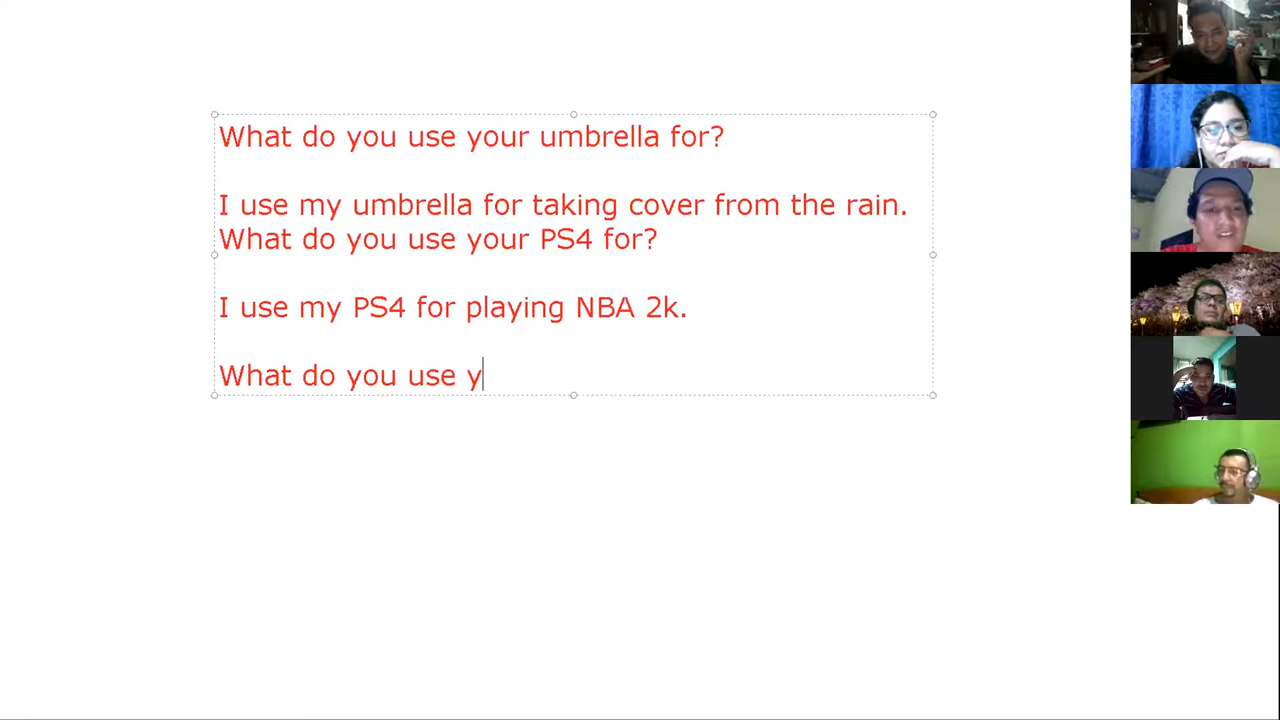 What do you use your umbrella for?
I use my umbrella for taking cover from the rain.
What do you use your PS4 for?
I use my PS4 for playing NBA 2k.
What do you use y